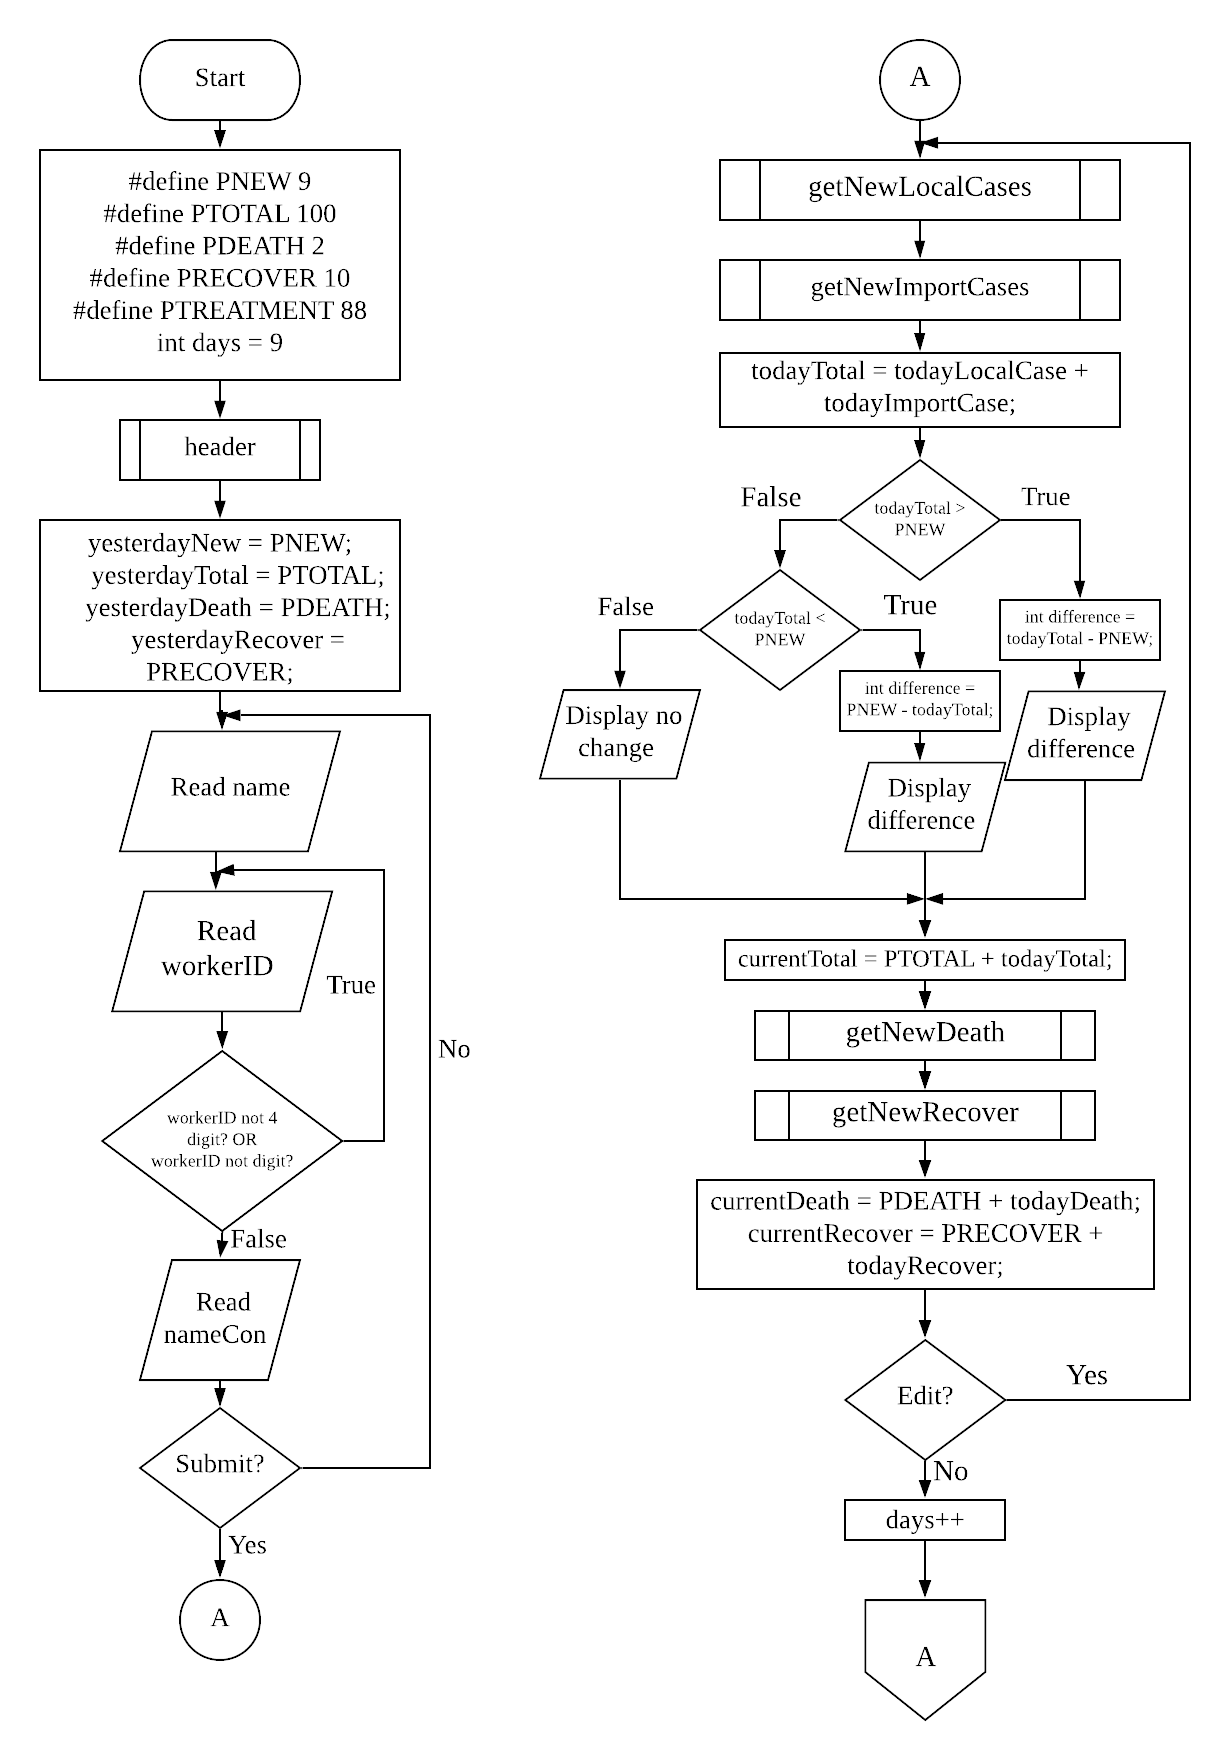 Start
#define PNEW 9
#define PTOTAL 100
#define PDEATH 2
#define PRECOVER 10
#define PTREATMENT 88
int days = 9
header
yesterdayNew = PNEW;
yesterdayTotal = PTOTAL;
yesterdayDeath = PDEATH;
yesterdayRecover =
PRECOVER;
Read name
Read
workerID
True
No
workerID not 4
digit? OR
workerID not digit?
False
Read
nameCon
Submit?
Yes
A
A
getNewLocalCases
getNewImportCases
todayTotal = todayLocalCase +
todayImportCase;
False
todayTotal >
PNEW
True
False
todayTotal <
PNEW
True
int difference =
todayTotal - PNEW;
int difference =
PNEW - todayTotal;
Display no
change
Display
difference
Display
difference
currentTotal = PTOTAL + todayTotal;
getNewDeath
getNewRecover
currentDeath = PDEATH + todayDeath;
currentRecover = PRECOVER +
todayRecover;
Edit?
Yes
No
days++
A